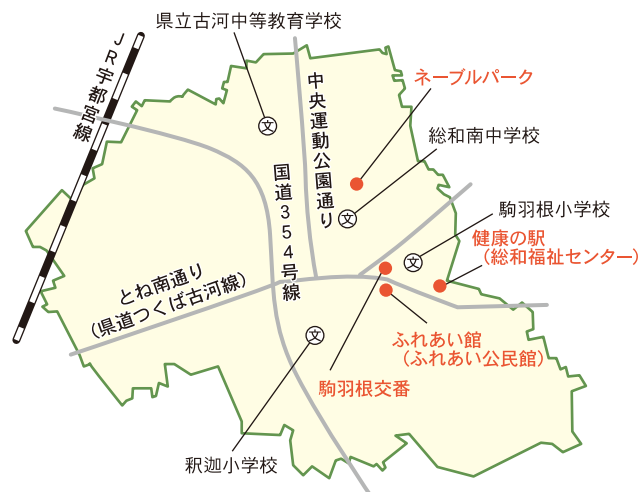 県立古河中等教育学校
JR宇都宮線
中央運動公園通り
ネーブルパーク
文
総和南中学校
国道354号線
文
駒羽根小学校
文
健康の駅
（総和福祉センター）
とね南通り
（県道つくば古河線）
文
ふれあい館
（ふれあい公民館）
駒羽根交番
釈迦小学校